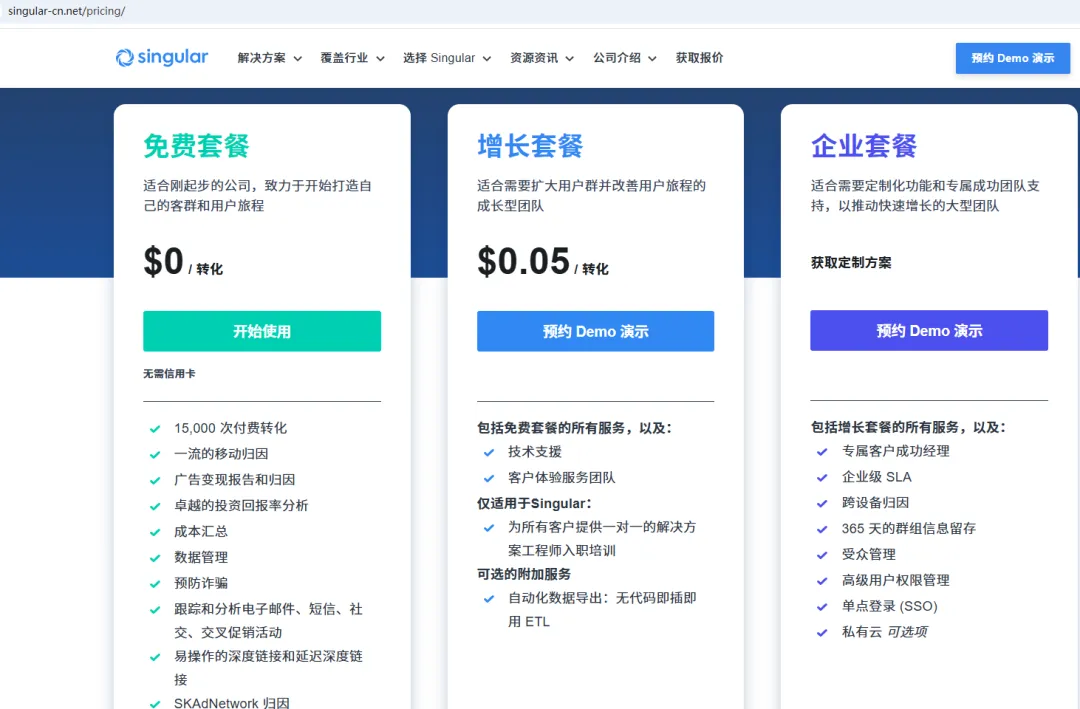 singular-cn.net/pricing/
singular
解决方案
覆盖行业
选择 Singular
资源资讯
公司介绍
获取报价
预约 Demo 演示
免费套餐
适合刚起步的公司，致力于开始打造自
己的客群和用户旅程
$0 / 转化
开始使用
无需信用卡
15,000 次付费转化
一流的移动归因
广告变现报告和归因
卓越的投资回报率分析
成本汇总
数据管理
预防诈骗
跟踪和分析电子邮件、短信、社
交、交叉促销活动
易操作的深度链接和延迟深度链
接
SKAdNetwork 归因
增长套餐
适合需要扩大用户群并改善用户旅程的
成长型团队
$0.05 / 转化
预约 Demo 演示
包括免费套餐的所有服务，以及：
技术支援
客户体验服务团队
仅适用于Singular：
为所有客户提供一对一的解决方
案工程师入职培训
可选的附加服务
自动化数据导出：无代码即插即
用 ETL
企业套餐
适合需要定制化功能和专属成功团队支
持，以推动快速增长的大型团队
获取定制方案
预约 Demo 演示
包括增长套餐的所有服务，以及：
专属客户成功经理
企业级 SLA
跨设备归因
365 天的群组信息留存
受众管理
高级用户权限管理
单点登录 (SSO)
私有云 可选项